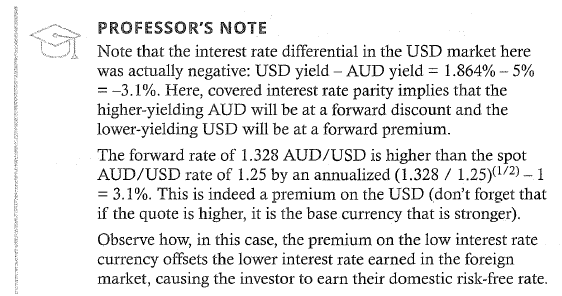 PROFESSOR'S NOTE
Note that the interest rate differential in the USD market here
was actually negative: USD yield – AUD yield = 1.864% – 5%
= –3.1%. Here, covered interest rate parity implies that the
higher-yielding AUD will be at a forward discount and the
lower-yielding USD will be at a forward premium.
The forward rate of 1.328 AUD/USD is higher than the spot
AUD/USD rate of 1.25 by an annualized (1.328 / 1.25)(1/2) – 1
= 3.1%. This is indeed a premium on the USD (don't forget that
if the quote is higher, it is the base currency that is stronger).
Observe how, in this case, the premium on the low interest rate
currency offsets the lower interest rate earned in the foreign
market, causing the investor to earn their domestic risk-free rate.